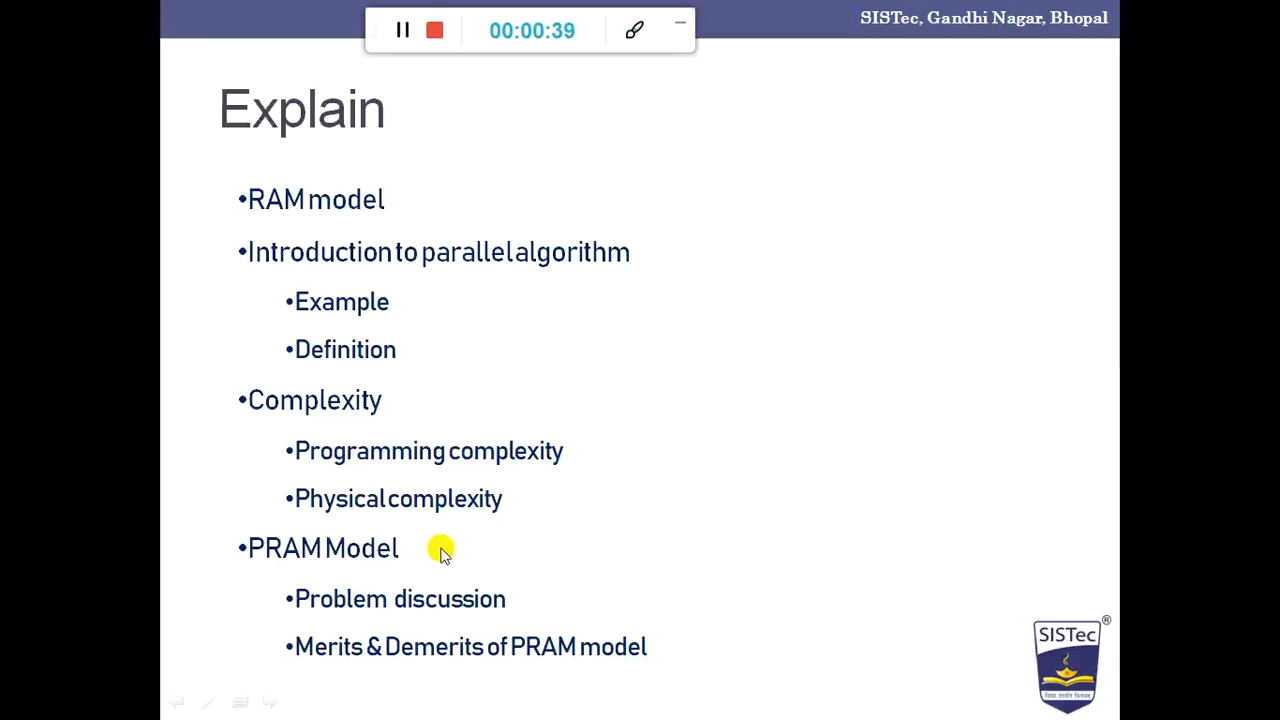 SISTec, Gandhi Nagar, Bhopal
00:00:39
Explain
•RAM model
•Introduction to parallel algorithm
•Example
•Definition
•Complexity
•Programming complexity
•Physical complexity
•PRAM Model
•Problem discussion
•Merits & Demerits of PRAM model
®
SISTec